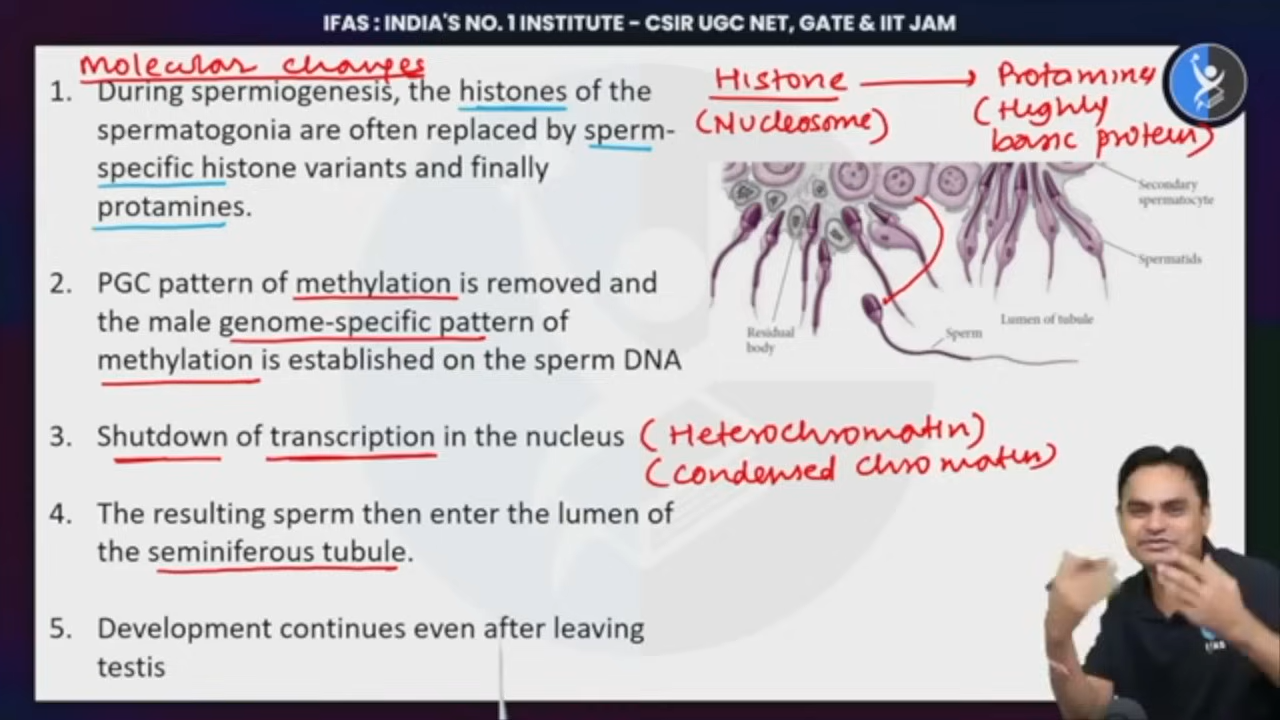 IFAS : INDIA'S NO. 1 INSTITUTE – CSIR UGC NET, GATE & IIT JAM
Molecular changes
1. During spermiogenesis, the histones of the
spermatogonia are often replaced by sperm-
specific histone variants and finally
protamines.
2. PGC pattern of methylation is removed and
the male genome-specific pattern of
methylation is established on the sperm DNA
3. Shutdown of transcription in the nucleus
(Heterochromatin)
(condensed chromatin)
4. The resulting sperm then enter the lumen of
the seminiferous tubule.
5. Development continues even after leaving
testis
Histone → Protamines
(Nucleosome)
(Highly
basic protein)
Secondary
spermatocyte
Spermatids
Lumen of tubule
Residual
body
Sperm
IFAS